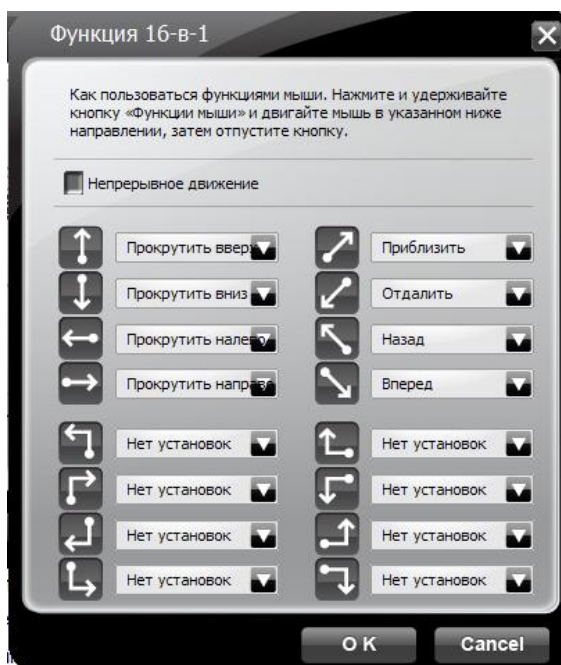 Функция 16-в-1
Как пользоваться функциями мыши. Нажмите и удерживайте
кнопку «Функции мыши» и двигайте мышь в указанном ниже
направлении, затем отпустите кнопку.
Непрерывное движение
Прокрутить вверх
Приблизить
Прокрутить вниз
Отдалить
Прокрутить налево
Назад
Прокрутить направо
Вперед
Нет установок
Нет установок
Нет установок
Нет установок
Нет установок
Нет установок
Нет установок
Нет установок
O K
Cancel